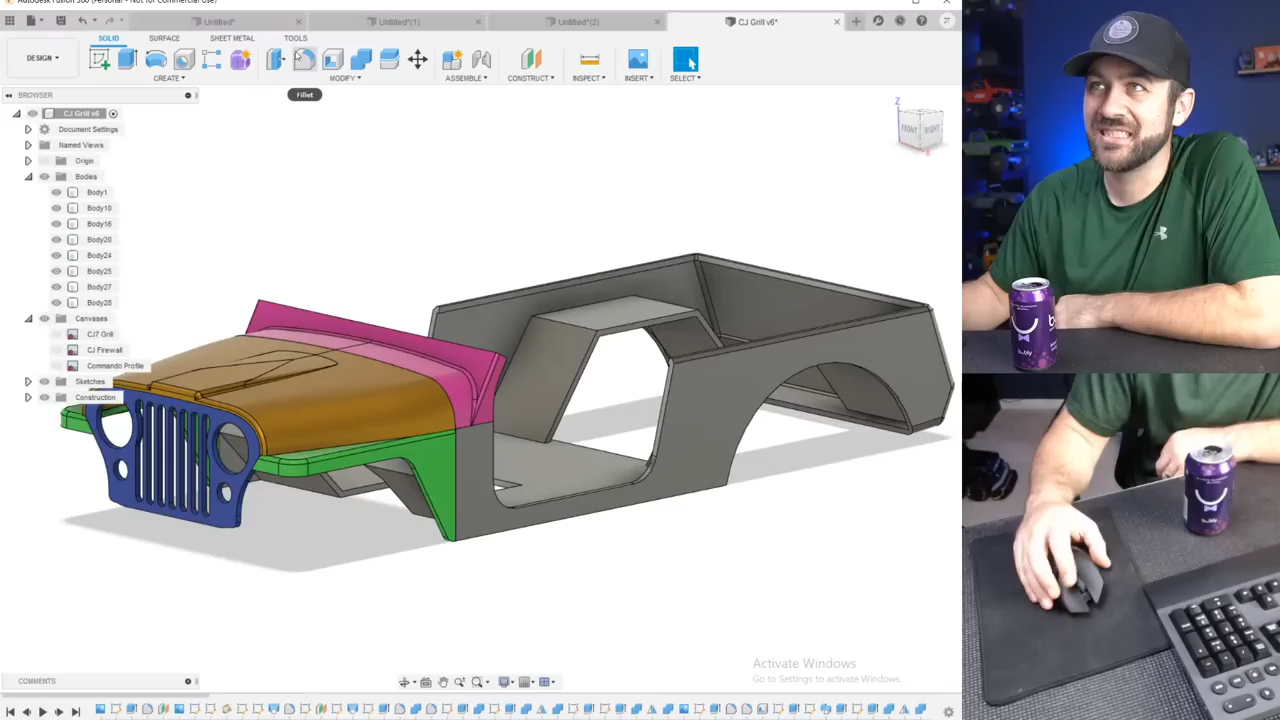 Autodesk Fusion 360 (Personal - Not for Commercial Use)
Untitled*
Untitled*(1)
Untitled*(2)
CJ Grill v6*
JT
DESIGN
SOLID
SURFACE
SHEET METAL
TOOLS
CREATE
MODIFY
ASSEMBLE
CONSTRUCT
INSPECT
INSERT
SELECT
Fillet
BROWSER
CJ Grill v6
Document Settings
Named Views
Origin
Bodies
Body1
Body10
Body16
Body20
Body24
Body25
Body27
Body28
Canvases
CJ7 Grill
CJ Firewall
Commando Profile
Sketches
Construction
Z
FRONT
RIGHT
X
bubly
Activate Windows
Go to Settings to activate Windows.
COMMENTS